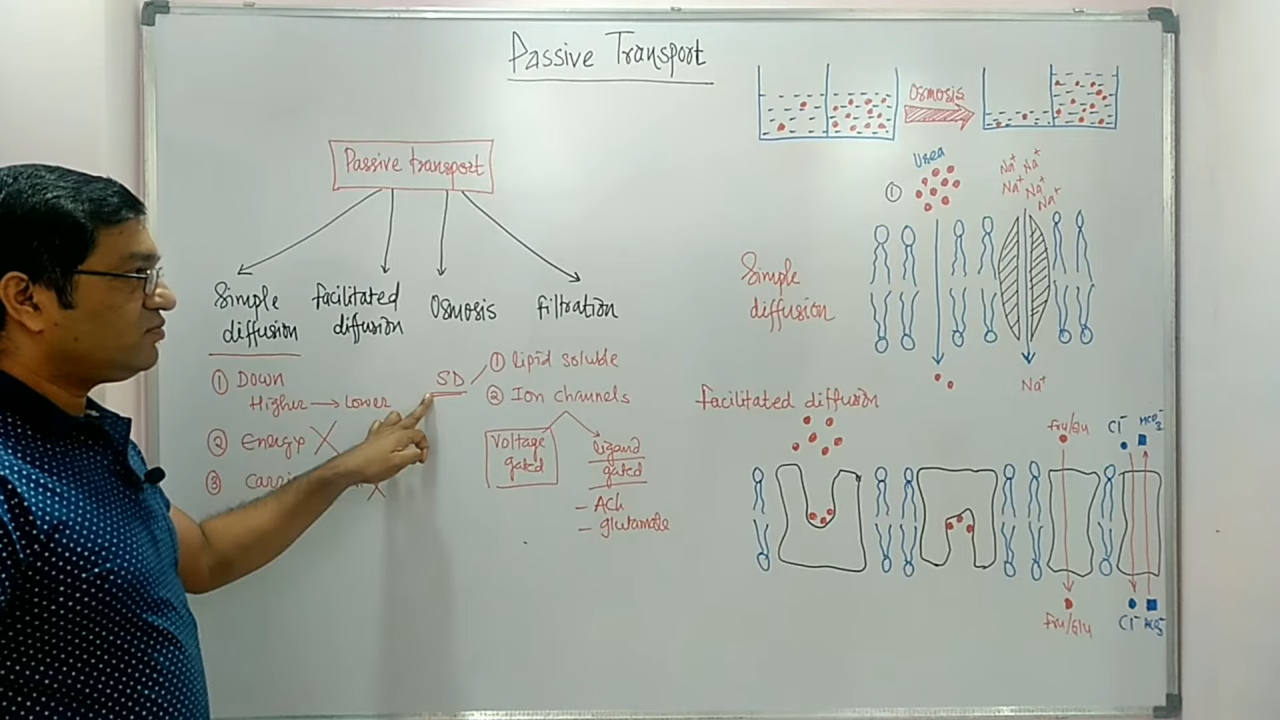 Passive Transport
Passive transport
Simple
diffusion
facilitated
diffusion
Osmosis
filtration
① Down
Higher → Lower
② Energy X
③
SD
① lipid soluble
② Ion channels
Voltage
gated
ligand
gated
- ACh
- glutamate
Osmosis
Urea
①
Na+ Na+
Na+ Na+
Na+
Simple
diffusion
Na+
facilitated diffusion
Fru/Glu
Cl- HCO3-
Fru/Glu
Cl- HCO3-